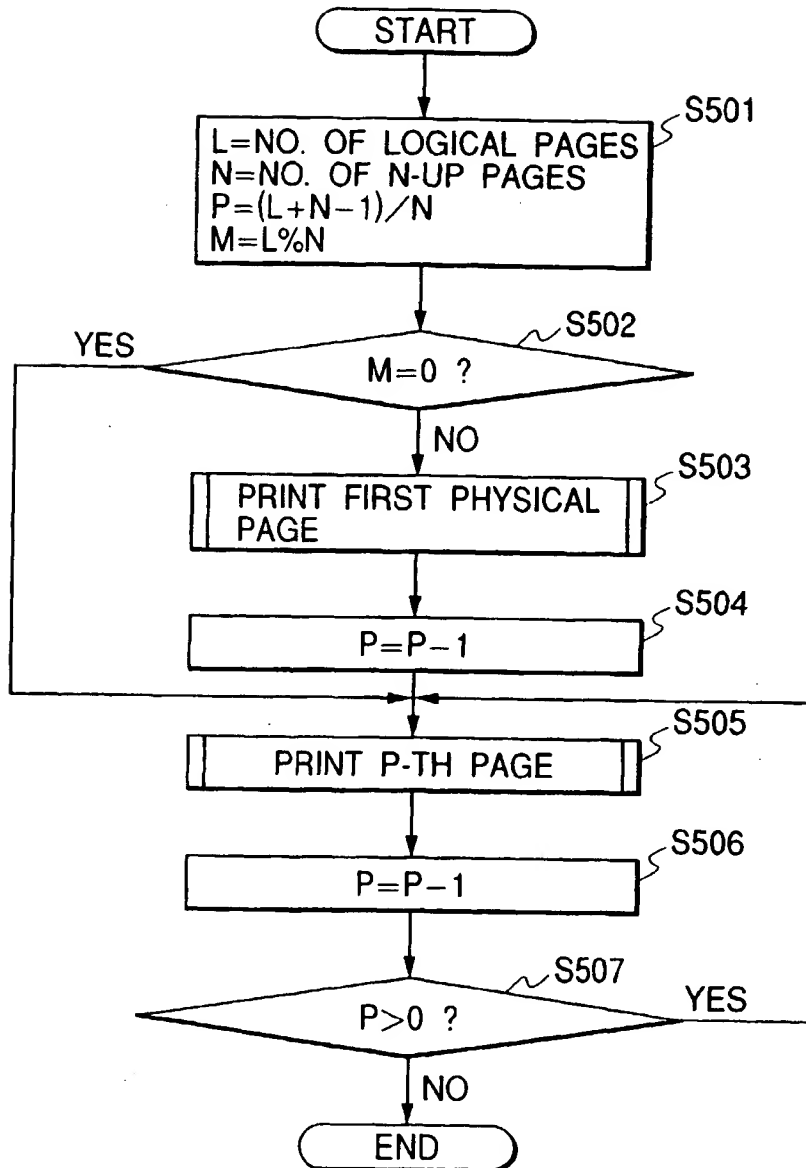 START
S501
L=NO. OF LOGICAL PAGES
N=NO. OF N-UP PAGES
P=(L+N-1)/N
M=L%N
S502
YES
M=0 ?
NO
S503
PRINT FIRST PHYSICAL
PAGE
S504
P=P-1
S505
PRINT P-TH PAGE
S506
P=P-1
S507
P>0 ?
YES
NO
END